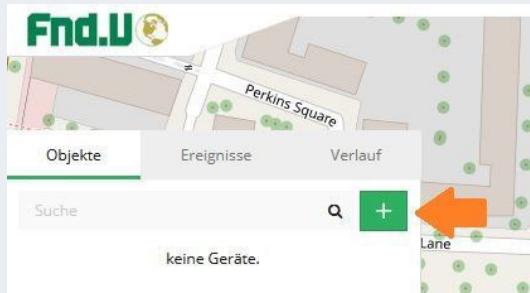 Fnd.U
Perkins Square
Objekte Ereignisse Verlauf
Suche
Lane
keine Geräte.